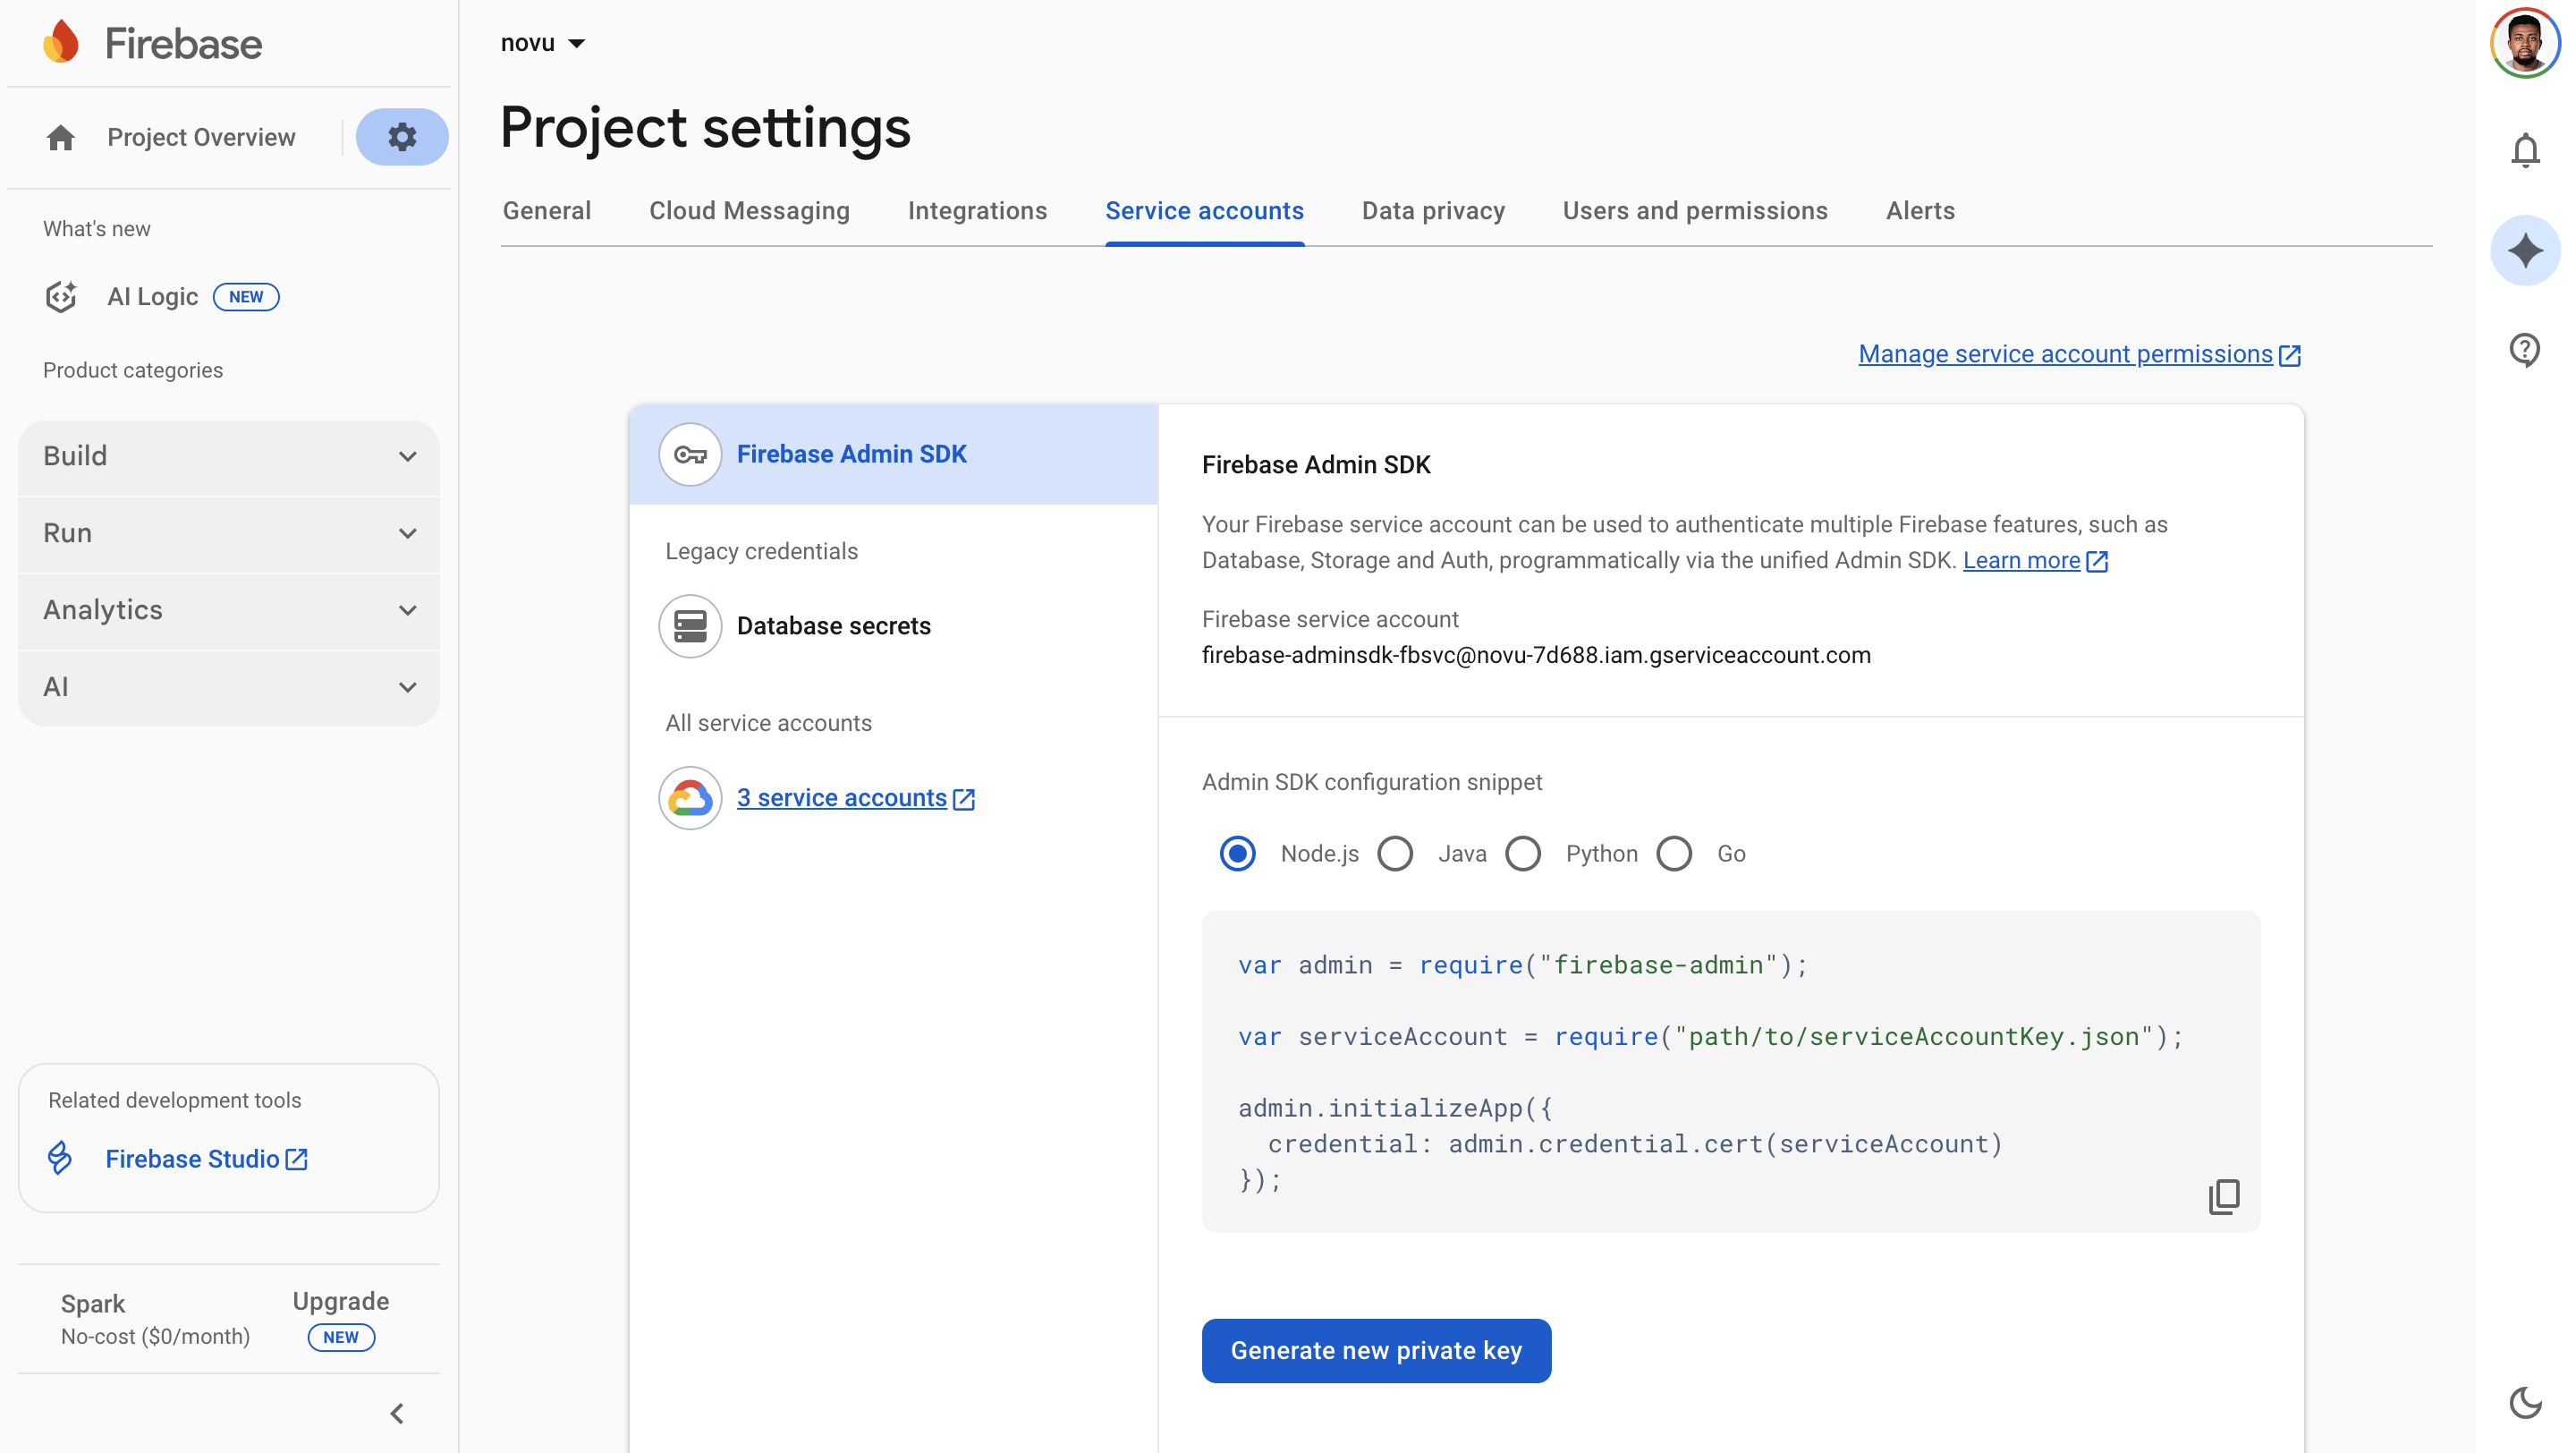 Firebase
Project Overview
What's new
AI Logic NEW
Product categories
Build
Run
Analytics
AI
Related development tools
Firebase Studio
Spark
No-cost ($0/month)
Upgrade
NEW
novu
Project settings
General Cloud Messaging Integrations Service accounts Data privacy Users and permissions Alerts
Manage service account permissions
Firebase Admin SDK
Legacy credentials
Database secrets
All service accounts
3 service accounts
Firebase Admin SDK
Your Firebase service account can be used to authenticate multiple Firebase features, such as
Database, Storage and Auth, programmatically via the unified Admin SDK. Learn more
Firebase service account
firebase-adminsdk-fbsvc@novu-7d688.iam.gserviceaccount.com
Admin SDK configuration snippet
Node.js Java Python Go
var admin = require("firebase-admin");
var serviceAccount = require("path/to/serviceAccountKey.json");
admin.initializeApp({
  credential: admin.credential.cert(serviceAccount)
});
Generate new private key